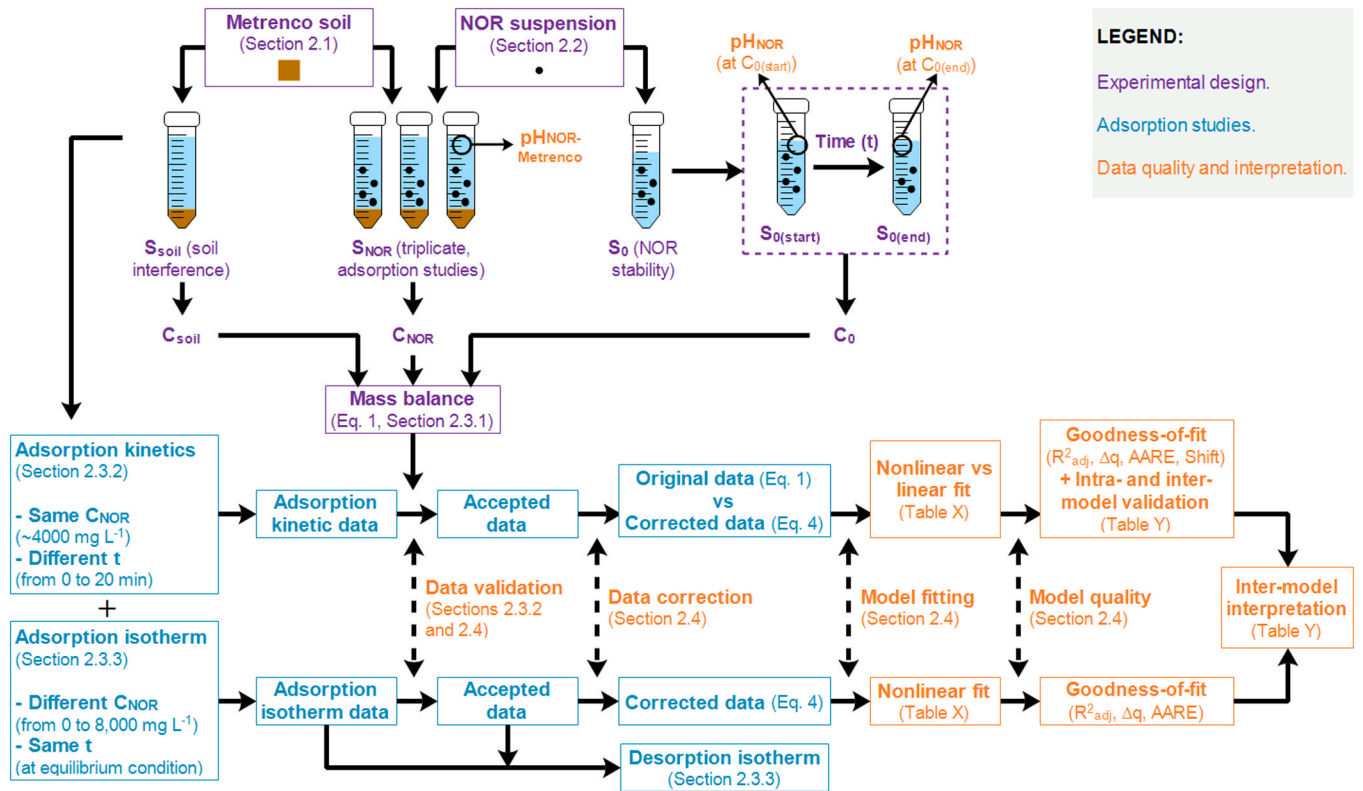 Metrenco soil
(Section 2.1)
NOR suspension
(Section 2.2)
pHNOR
(at C0(start))
pHNOR
(at C0(end))
LEGEND:
Experimental design.
Adsorption studies.
Data quality and interpretation.
pHNOR-
Metrenco
Time (t)
Ssoil (soil
interference)
SNOR (triplicate,
adsorption studies)
S0 (NOR
stability)
S0(start)
S0(end)
Csoil
CNOR
C0
Mass balance
(Eq. 1, Section 2.3.1)
Adsorption kinetics
(Section 2.3.2)
- Same CNOR
(~4000 mg L-1)
- Different t
(from 0 to 20 min)
Adsorption
kinetic data
Accepted
data
Original data (Eq. 1)
vs
Corrected data (Eq. 4)
Nonlinear vs
linear fit
(Table X)
Goodness-of-fit
(R2adj, Δq, AARE, Shift)
+ Intra- and inter-
model validation
(Table Y)
+
Data validation
(Sections 2.3.2
and 2.4)
Data correction
(Section 2.4)
Model fitting
(Section 2.4)
Model quality
(Section 2.4)
Inter-model
interpretation
(Table Y)
Adsorption isotherm
(Section 2.3.3)
- Different CNOR
(from 0 to 8,000 mg L-1)
- Same t
(at equilibrium condition)
Adsorption
isotherm data
Accepted
data
Corrected data (Eq. 4)
Nonlinear fit
(Table X)
Goodness-of-fit
(R2adj, Δq, AARE)
Desorption isotherm
(Section 2.3.3)